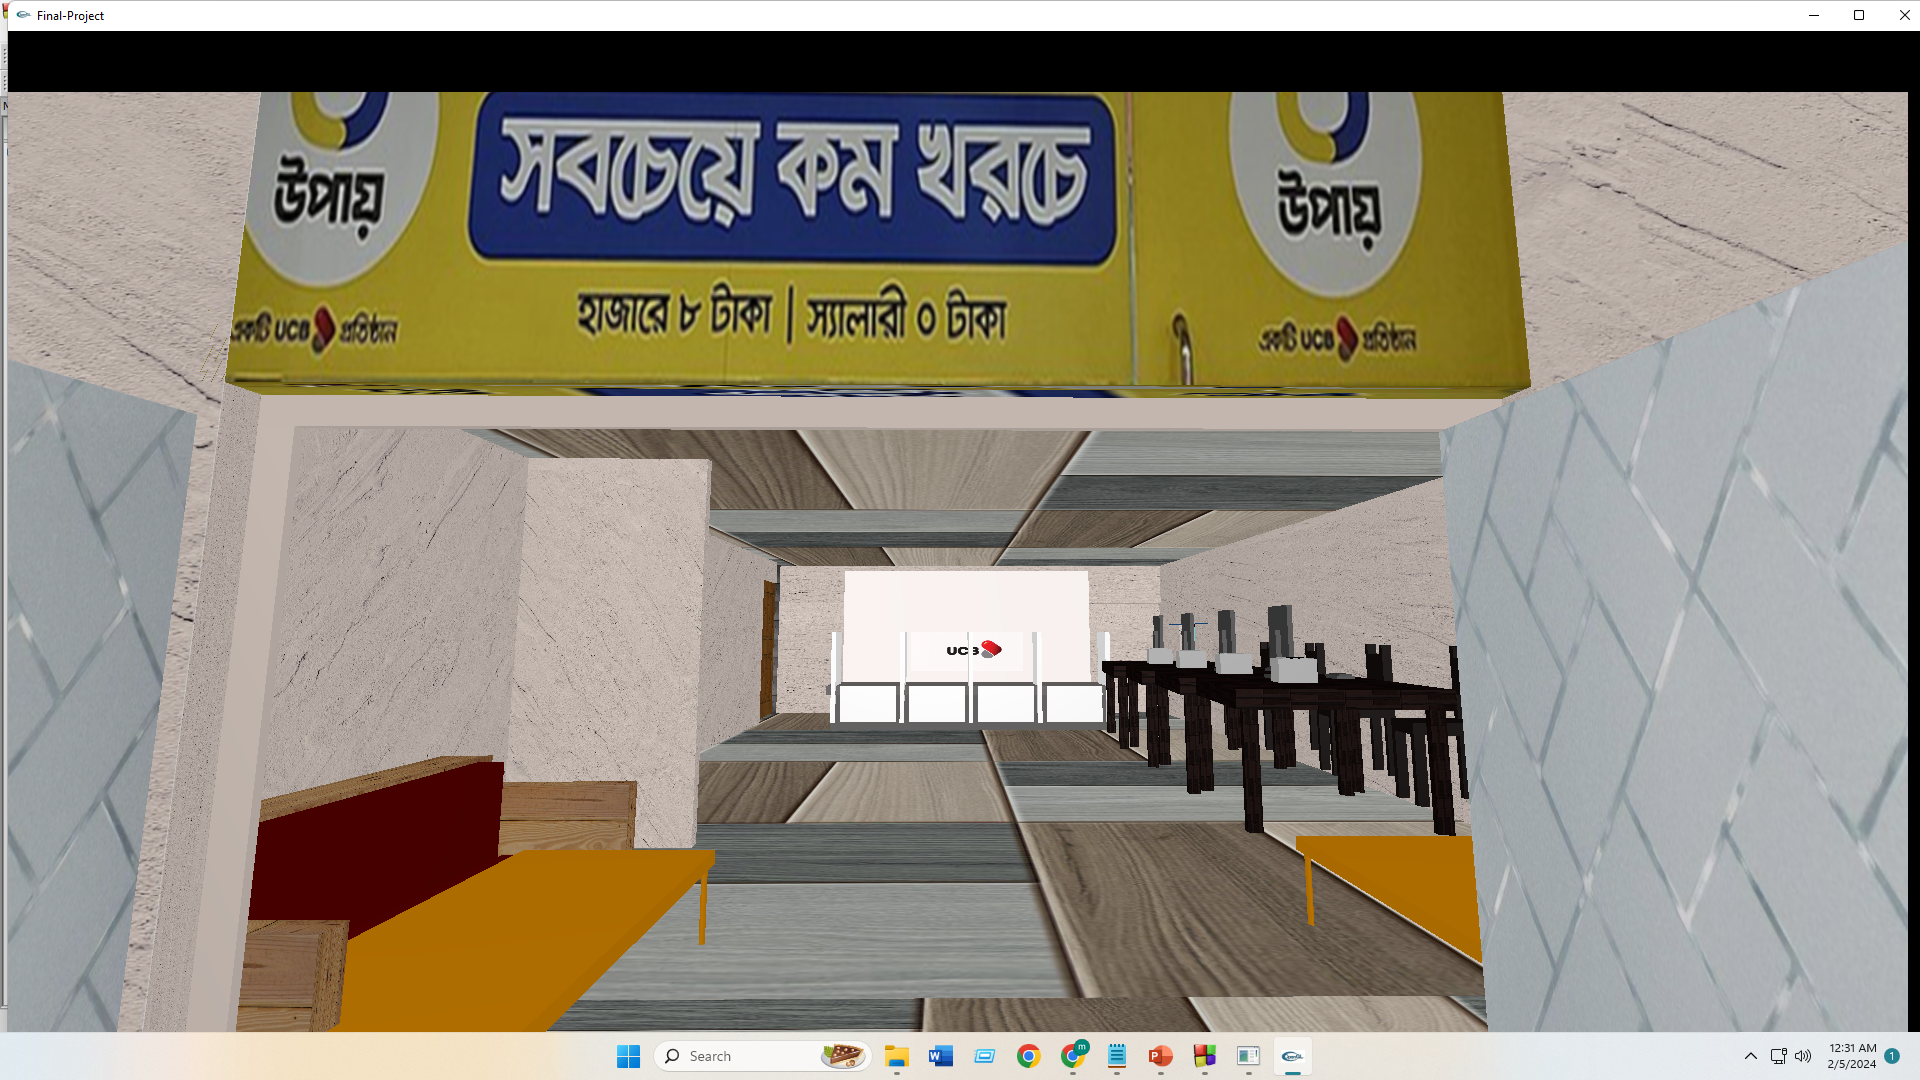 Final-Project
উপায়
সবচেয়ে কম খরচে
উপায়
হাজারে ৮ টাকা | স্যালারী ০ টাকা
একটি UCB প্রতিষ্ঠান
একটি UCB প্রতিষ্ঠান
UCB
Search
12:31 AM
2/5/2024
1